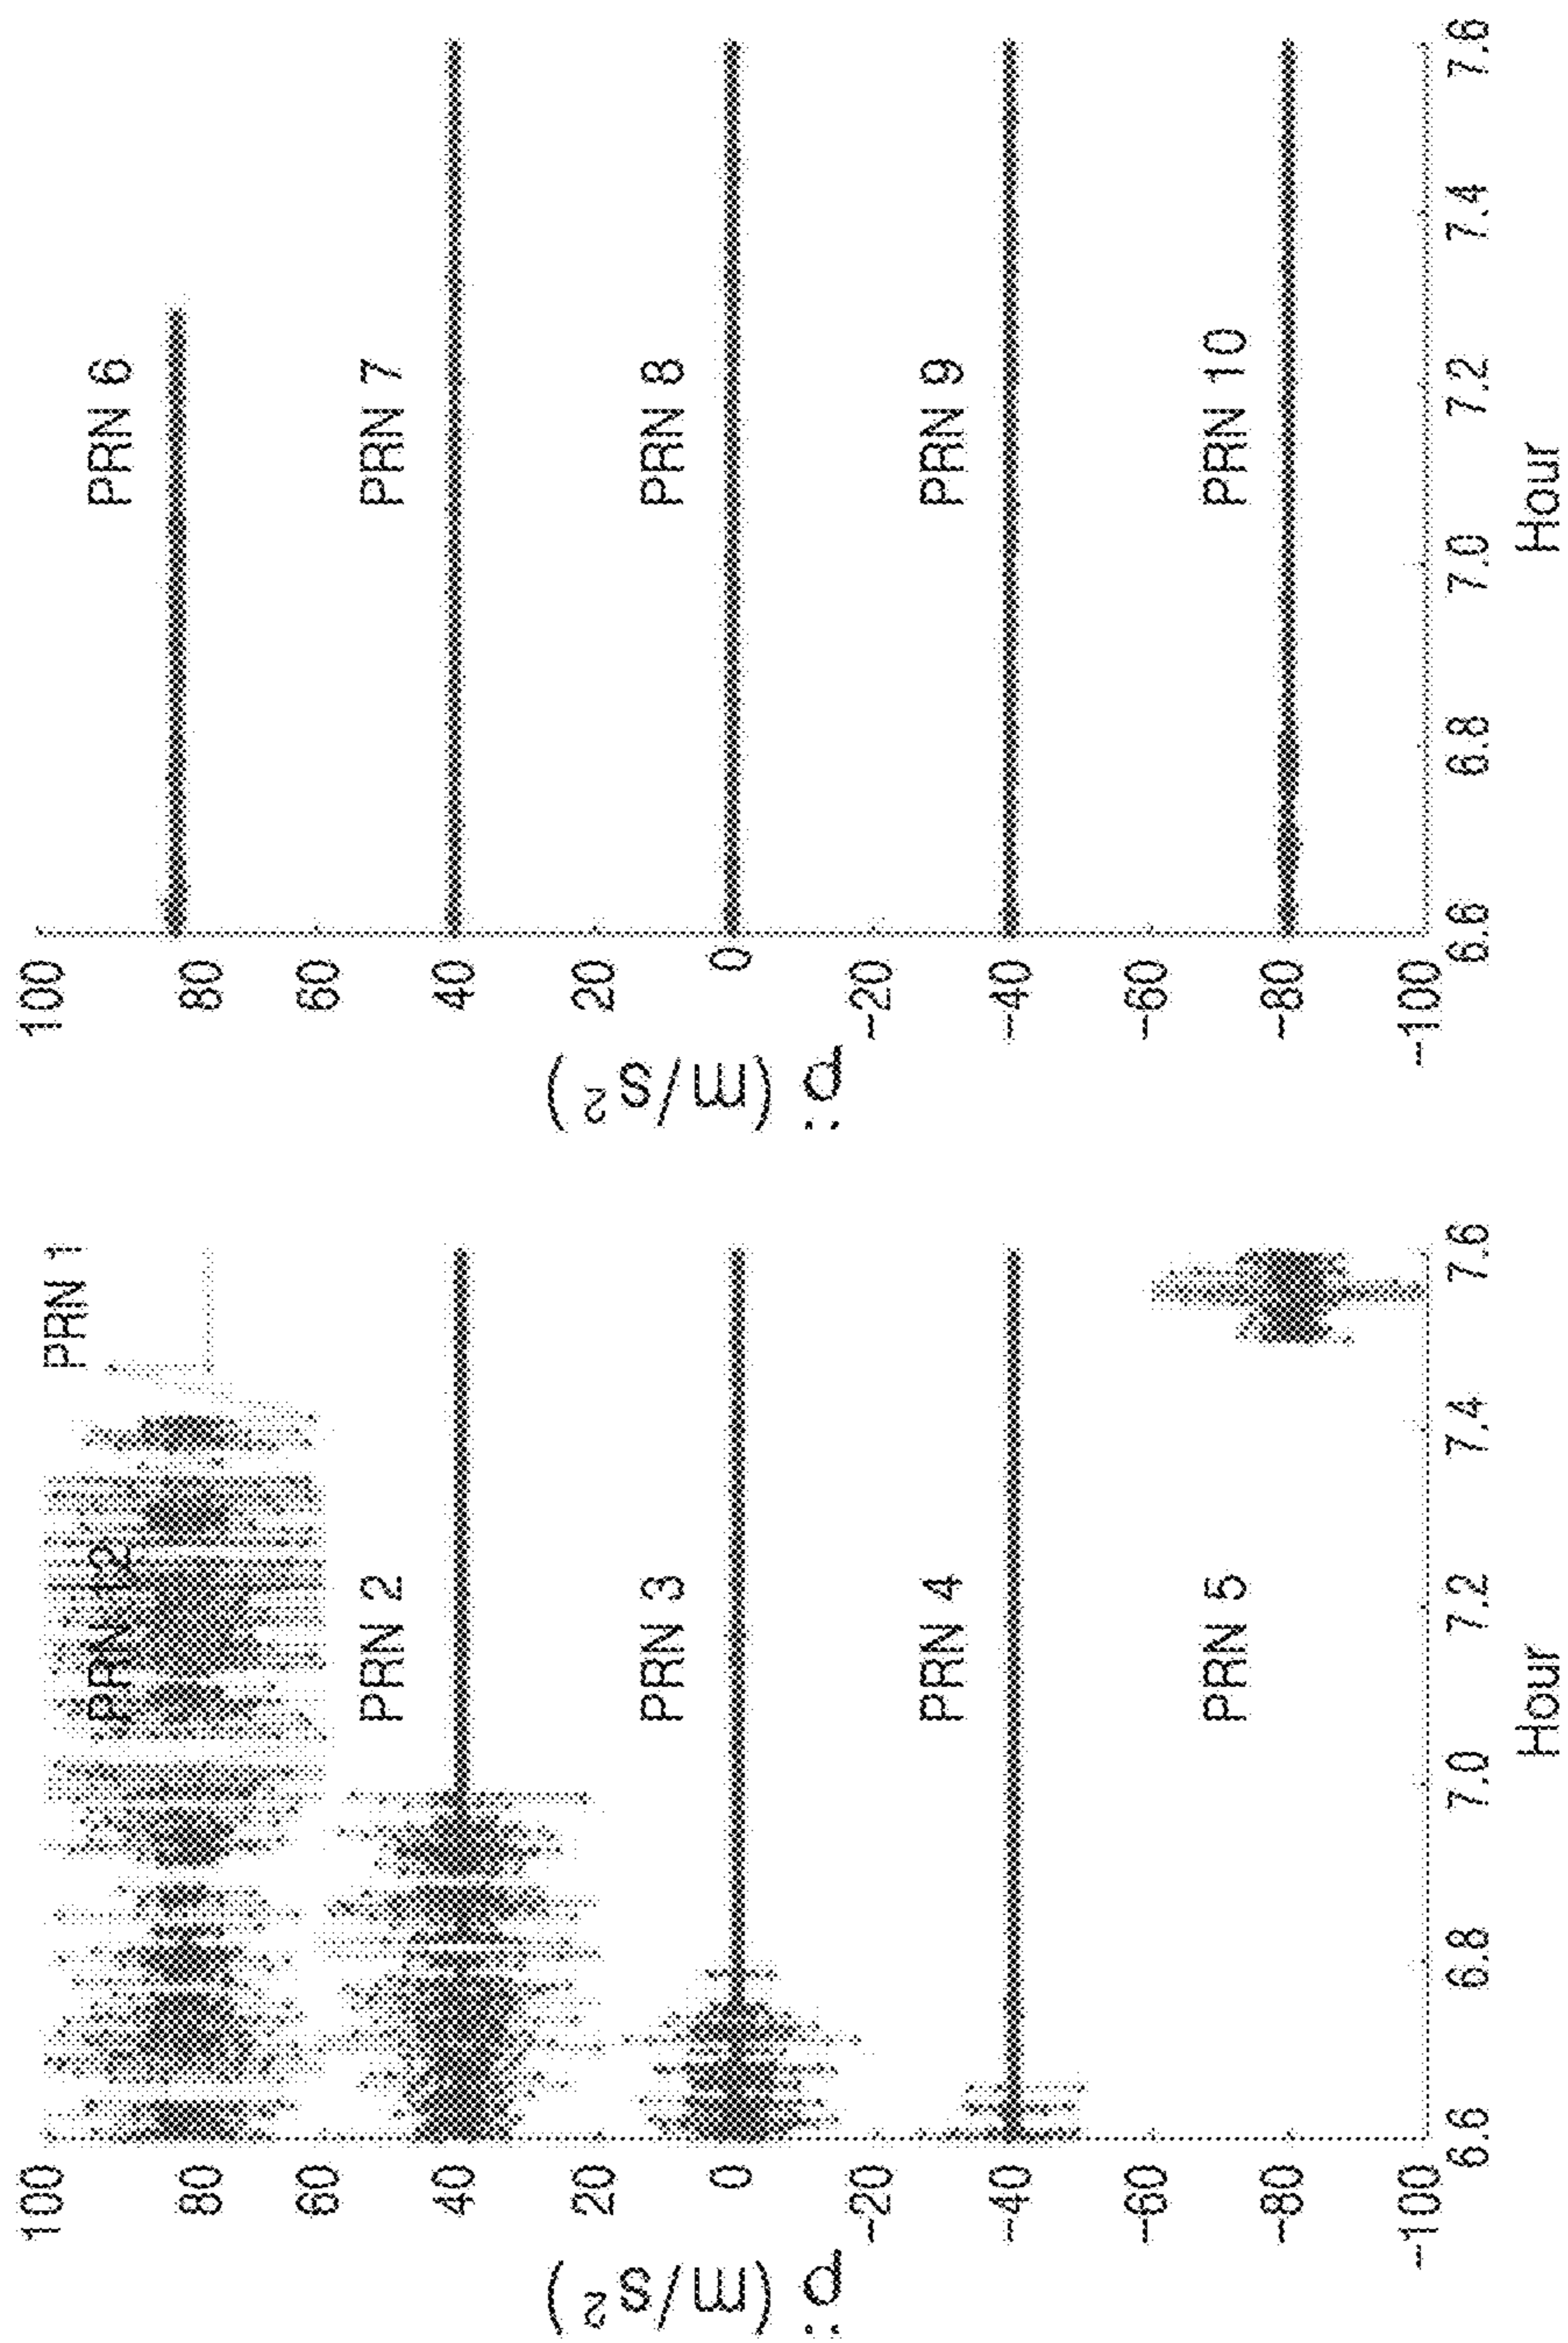 ρ̈ (m/s²)
100
80
60
40
20
0
-20
-40
-60
-80
-100
PRN 1
PRN 12
PRN 2
PRN 3
PRN 4
PRN 5
6.6 6.8 7.0 7.2 7.4 7.6
Hour
ρ̈ (m/s²)
100
80
60
40
20
0
-20
-40
-60
-80
-100
PRN 6
PRN 7
PRN 8
PRN 9
PRN 10
6.6 6.8 7.0 7.2 7.4 7.6
Hour